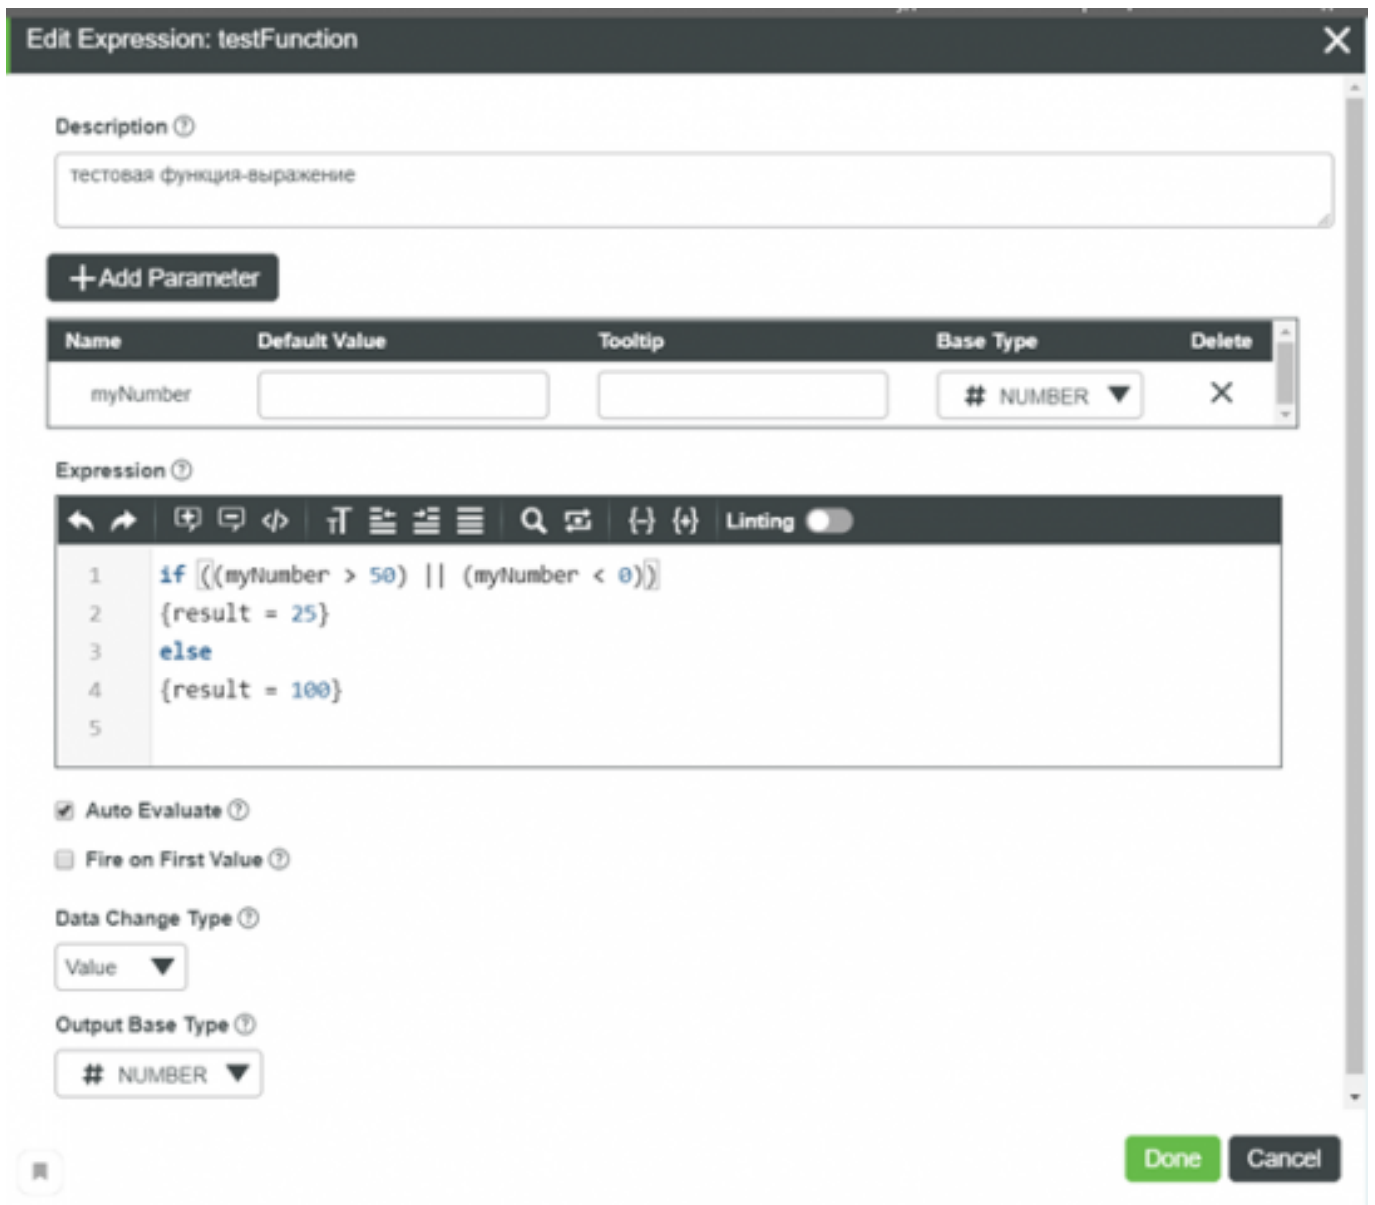 Edit Expression: testFunction
Description
тестовая функция-выражение
Add Parameter
Name Default Value Tooltip Base Type Delete
myNumber # NUMBER
Expression
Linting
1 if ((myNumber > 50) || (myNumber < 0))
2 {result = 25}
3 else
4 {result = 100}
5
Auto Evaluate
Fire on First Value
Data Change Type
Value
Output Base Type
# NUMBER
Done Cancel